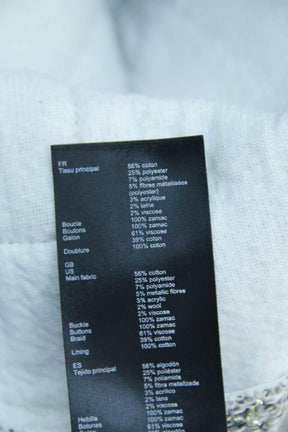 FR
Tissu principal 56% coton
25% polyester
7% polyamide
5% fibres métallisées
(polyester)
3% acrylique
2% laine
2% viscose
Boucle 100% zamac
Boutons 100% zamac
Galon 61% viscose
39% coton
Doublure 100% coton
GB
US
Main fabric 56% cotton
25% polyester
7% polyamide
5% metallic fibres
3% acrylic
2% wool
2% viscose
Buckle 100% zamac
Buttons 100% zamac
Braid 61% viscose
39% cotton
Lining 100% cotton
ES
Tejido principal 56% algodón
25% poliéster
7% poliamida
5% fibra metalizada
3% acrílico
2% lana
2% viscose
Hebilla 100% zamac
Botones 100% zamac
61% viscose